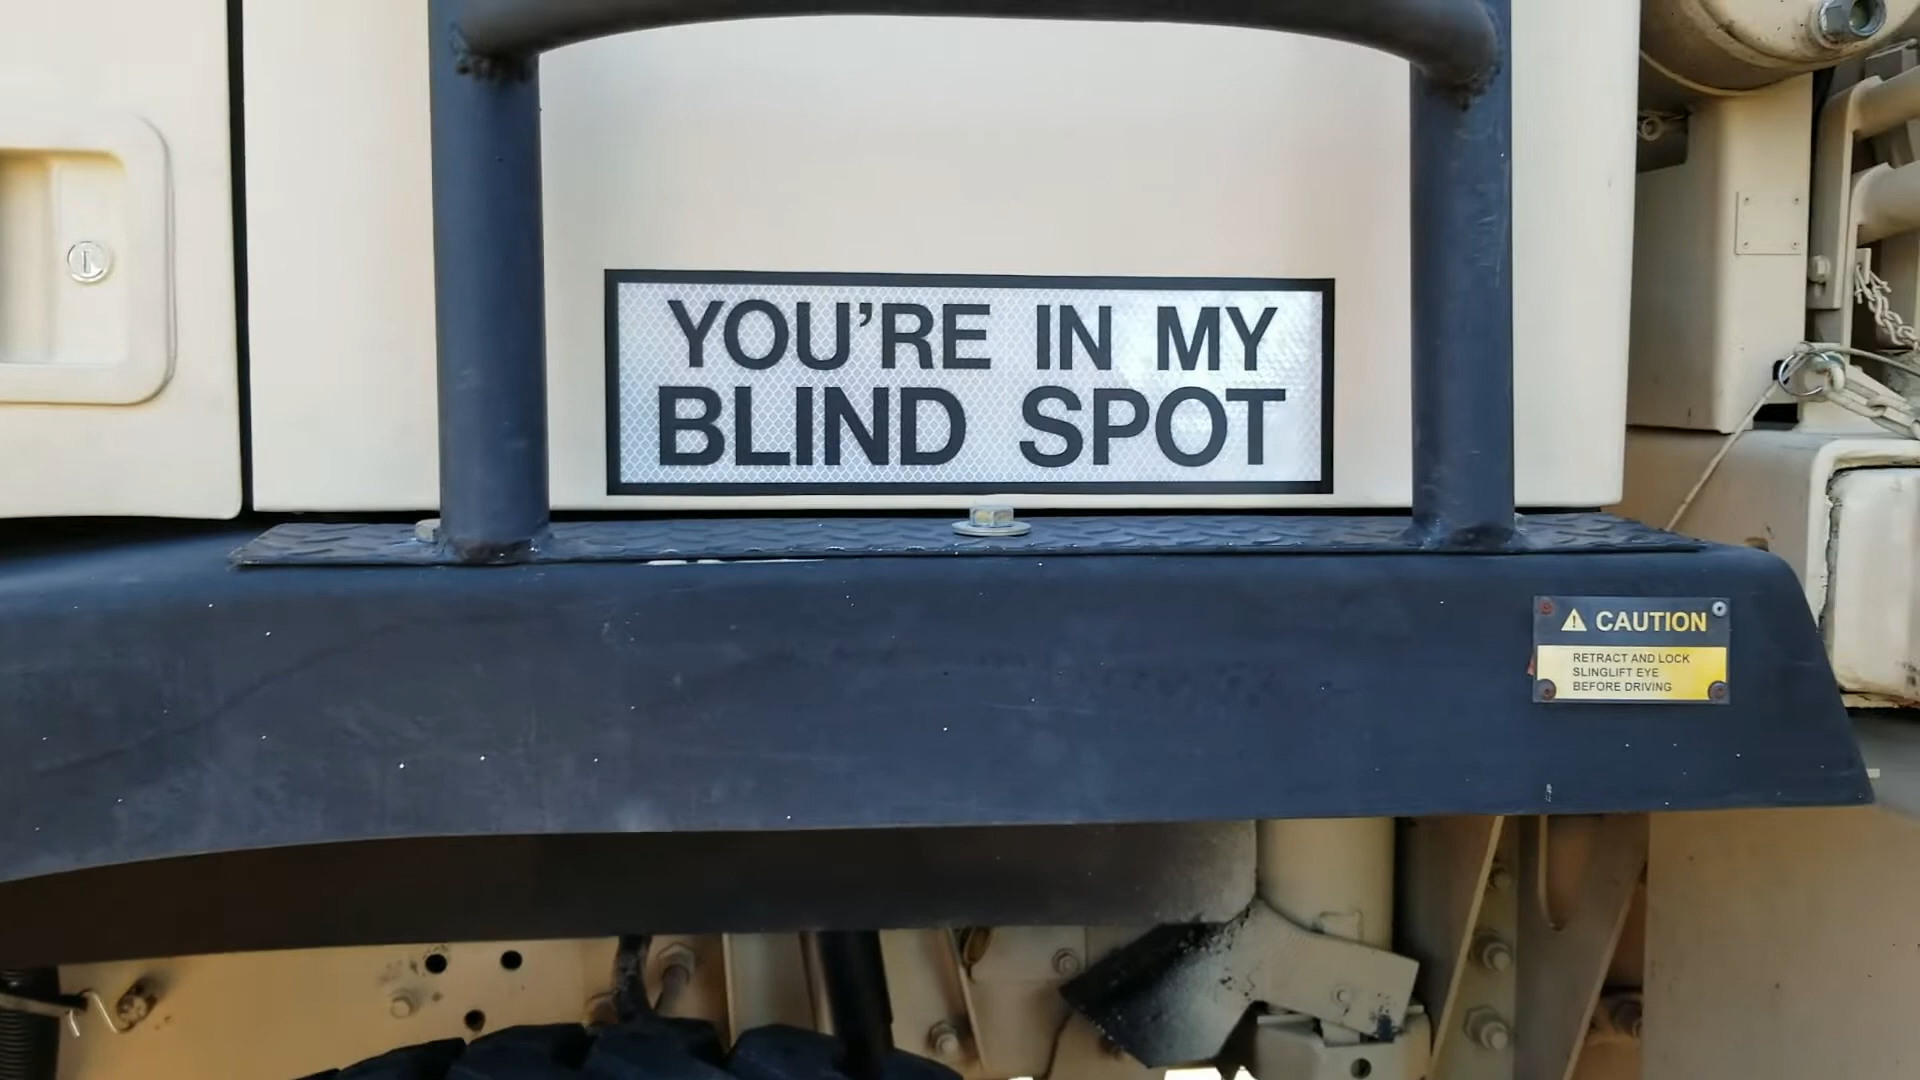 YOU'RE IN MY
BLIND SPOT
CAUTION
RETRACT AND LOCK
SLINGLIFT EYE
BEFORE DRIVING